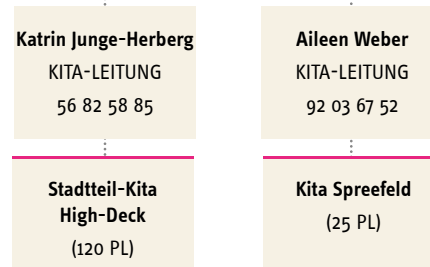 Katrin Junge-Herberg
KITA-LEITUNG
56 82 58 85
Stadtteil-Kita
High-Deck
(120 PL)
Aileen Weber
KITA-LEITUNG
92 03 67 52
Kita Spreefeld
(25 PL)